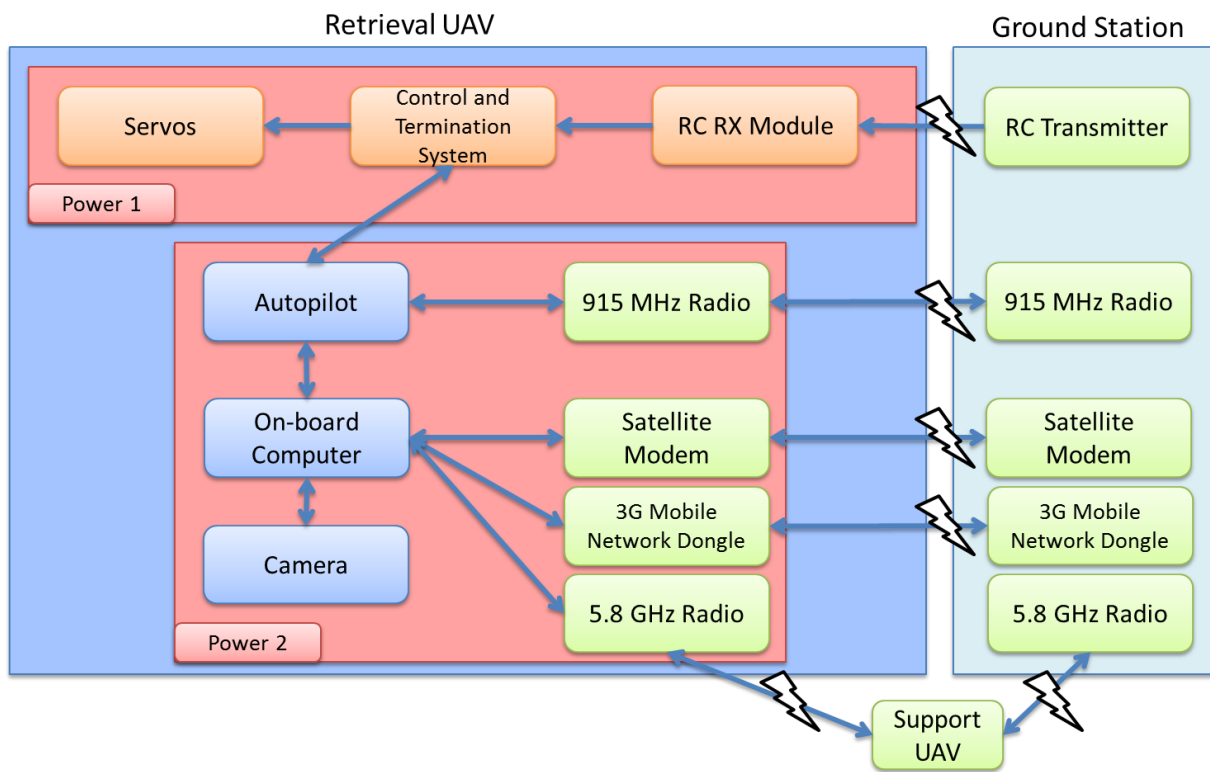 Retrieval UAV
Ground Station
Servos
Control and
Termination
System
RC RX Module
RC Transmitter
Power 1
Autopilot
915 MHz Radio
915 MHz Radio
On-board
Computer
Satellite
Modem
Satellite
Modem
3G Mobile
Network Dongle
3G Mobile
Network Dongle
Camera
5.8 GHz Radio
5.8 GHz Radio
Power 2
Support
UAV